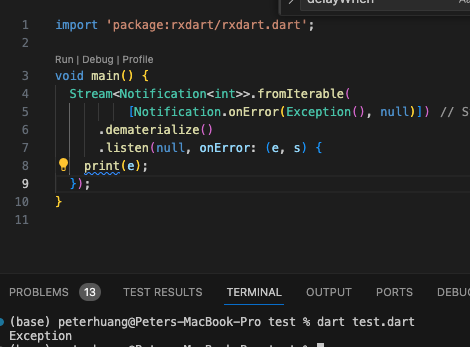 delayWhen
1 import 'package:rxdart/rxdart.dart';
2
Run | Debug | Profile
3 void main() {
4 Stream<Notification<int>>.fromIterable(
5 [Notification.onError(Exception(), null)]) // S
6 .dematerialize()
7 .listen(null, onError: (e, s) {
8 print(e);
9 });
10 }
11
PROBLEMS 13 TEST RESULTS TERMINAL OUTPUT PORTS DEBU
(base) peterhuang@Peters-MacBook-Pro test % dart test.dart
Exception